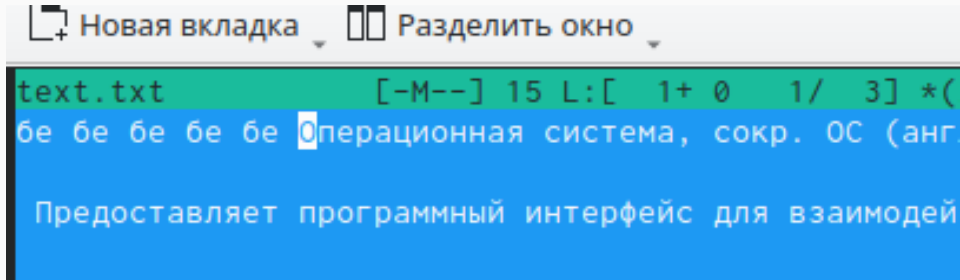 Новая вкладка Разделить окно
text.txt [-M--] 15 L:[ 1+ 0 1/ 3] *(
бе бе бе бе бе Операционная система, сокр. ОС (анг
Предоставляет программный интерфейс для взаимодей